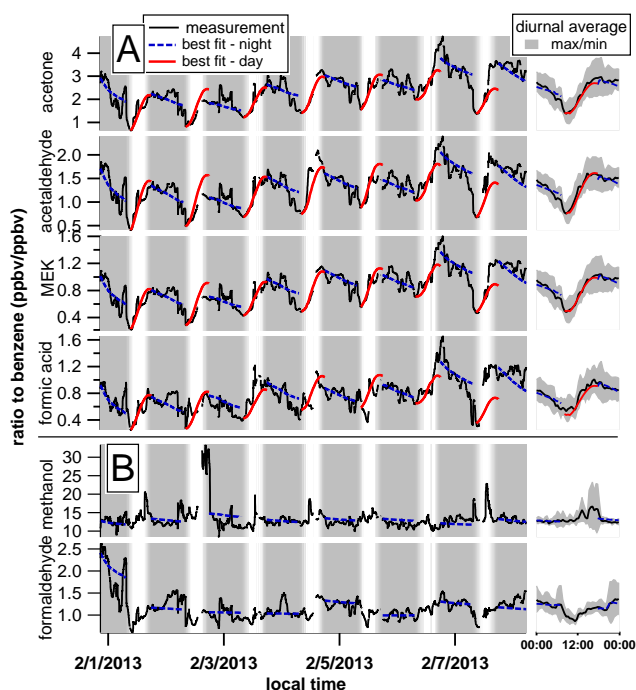 A
measurement
best fit - night
best fit - day
diurnal average
max/min
ratio to benzene (ppbv/ppbv)
acetone
4
3
2
1
acetaldehyde
2.0
1.5
1.0
0.5
MEK
1.6
1.2
0.8
0.4
formic acid
1.6
1.2
0.8
0.4
B
methanol
30
25
20
15
10
formaldehyde
2.5
2.0
1.5
1.0
2/1/2013 2/3/2013 2/5/2013 2/7/2013
local time
00:00 12:00 00:00